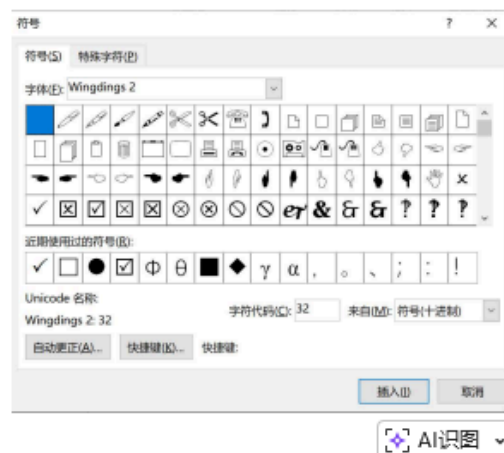 符号 ? ×
符号(S) 特殊字符(P)
字体(F): Wingdings 2
近期使用过的符号(R):
✓ □ ● ☑ Φ θ ■ ◆ γ α , 。 、 ; : !
Unicode 名称:
Wingdings 2: 32
字符代码(C): 32 来自(M): 符号(十进制)
自动更正(A)... 快捷键(K)... 快捷键:
插入(I) 取消
AI识图